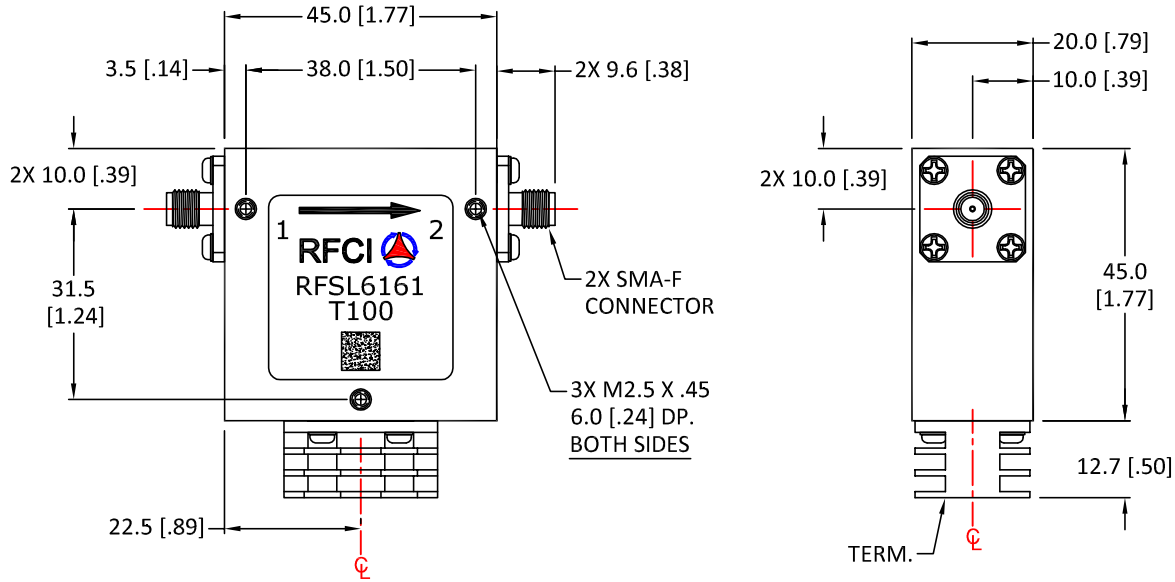 45.0 [1.77]
3.5 [.14]
38.0 [1.50]
2X 9.6 [.38]
2X 10.0 [.39]
31.5
[1.24]
1
2
RFCI
RFSL6161
T100
2X SMA-F
CONNECTOR
3X M2.5 X .45
6.0 [.24] DP.
BOTH SIDES
22.5 [.89]
℄
20.0 [.79]
10.0 [.39]
2X 10.0 [.39]
45.0
[1.77]
12.7 [.50]
TERM.
℄